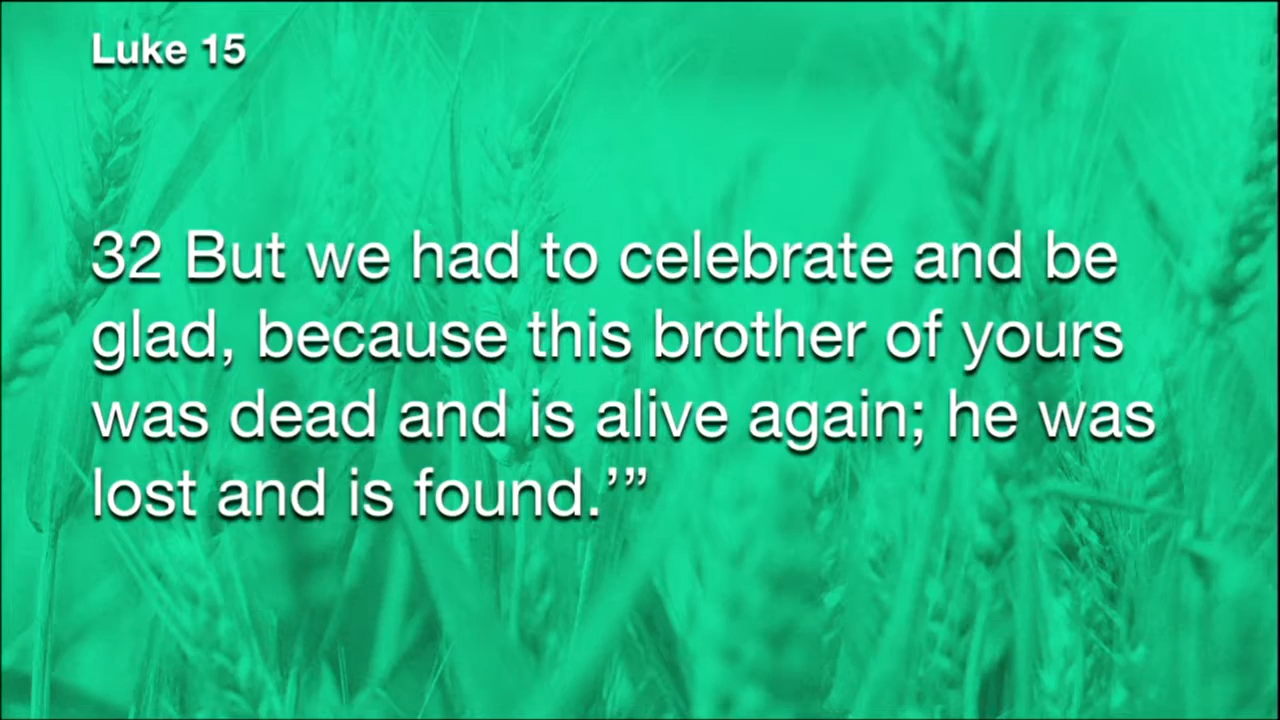 Luke 15
32 But we had to celebrate and be
glad, because this brother of yours
was dead and is alive again; he was
lost and is found.’”